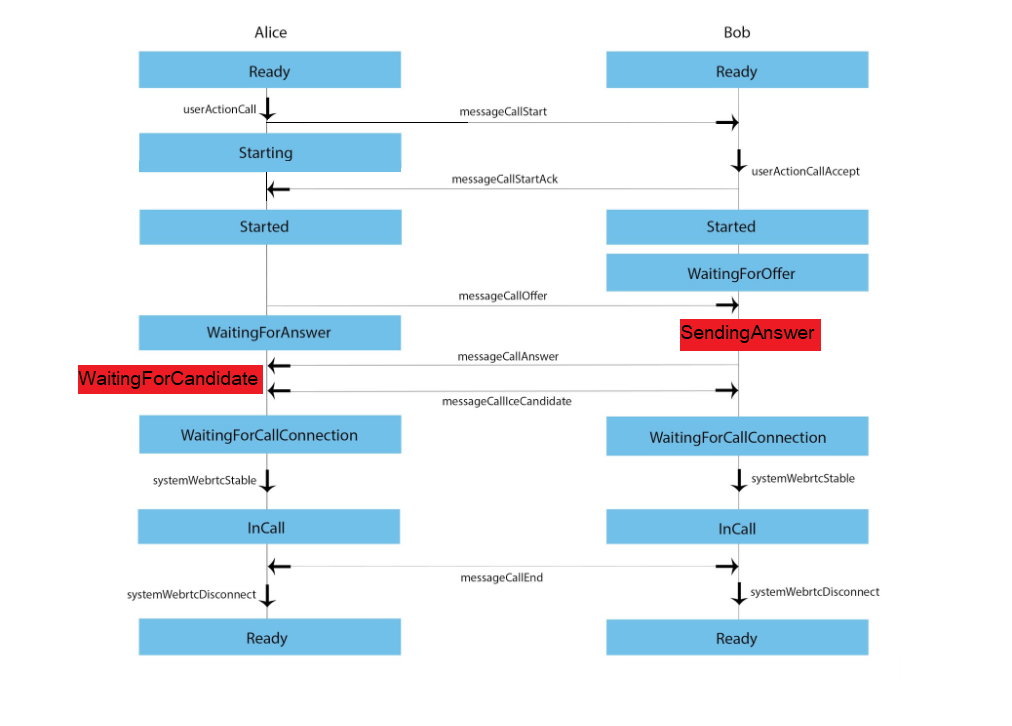 Alice
Bob
Ready
Ready
userActionCall
messageCallStart
Starting
userActionCallAccept
messageCallStartAck
Started
Started
WaitingForOffer
messageCallOffer
WaitingForAnswer
SendingAnswer
messageCallAnswer
WaitingForCandidate
messageCallIceCandidate
WaitingForCallConnection
WaitingForCallConnection
systemWebrtcStable
systemWebrtcStable
InCall
InCall
messageCallEnd
systemWebrtcDisconnect
systemWebrtcDisconnect
Ready
Ready